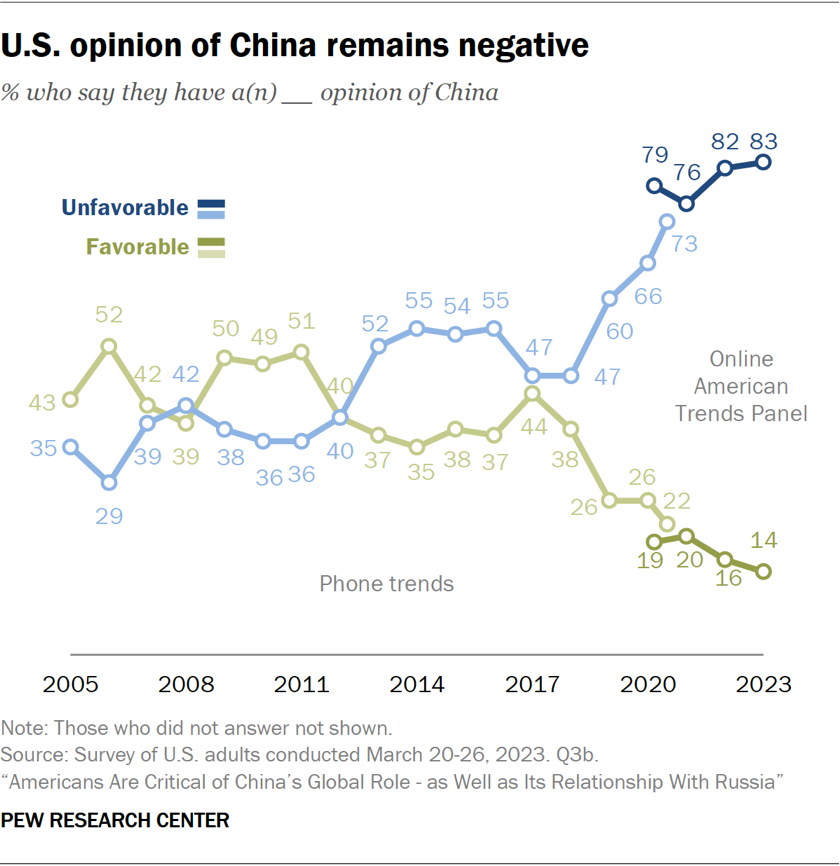 U.S. opinion of China remains negative
% who say they have a(n) __ opinion of China
79
82 83
76
Unfavorable
73
Favorable
52
50 49 51
55 54 55
52
66
60
42 42
47
47
43
40
35
39 39
38
36 36
40
37
35
38 37
44
38
29
26
26
22
Online
American
Trends Panel
19 20
16
14
Phone trends
2005 2008 2011 2014 2017 2020 2023
Note: Those who did not answer not shown.
Source: Survey of U.S. adults conducted March 20-26, 2023. Q3b.
“Americans Are Critical of China’s Global Role - as Well as Its Relationship With Russia”
PEW RESEARCH CENTER